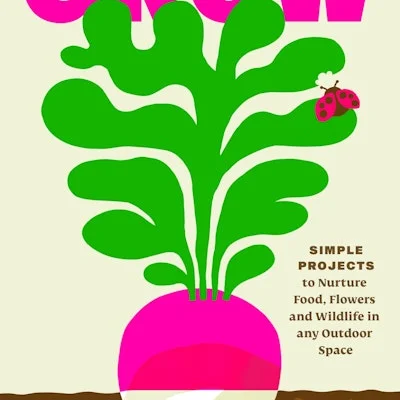 SIMPLE
PROJECTS
to Nurture
Food, Flowers
and Wildlife in
any Outdoor
Space